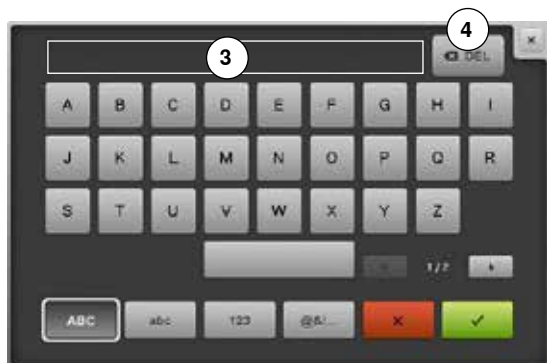 4
3
DEL
A B C D E F G H I
J K L M N O P Q R
S T U V W X Y Z
1/2
ABC abc 123 @&!...